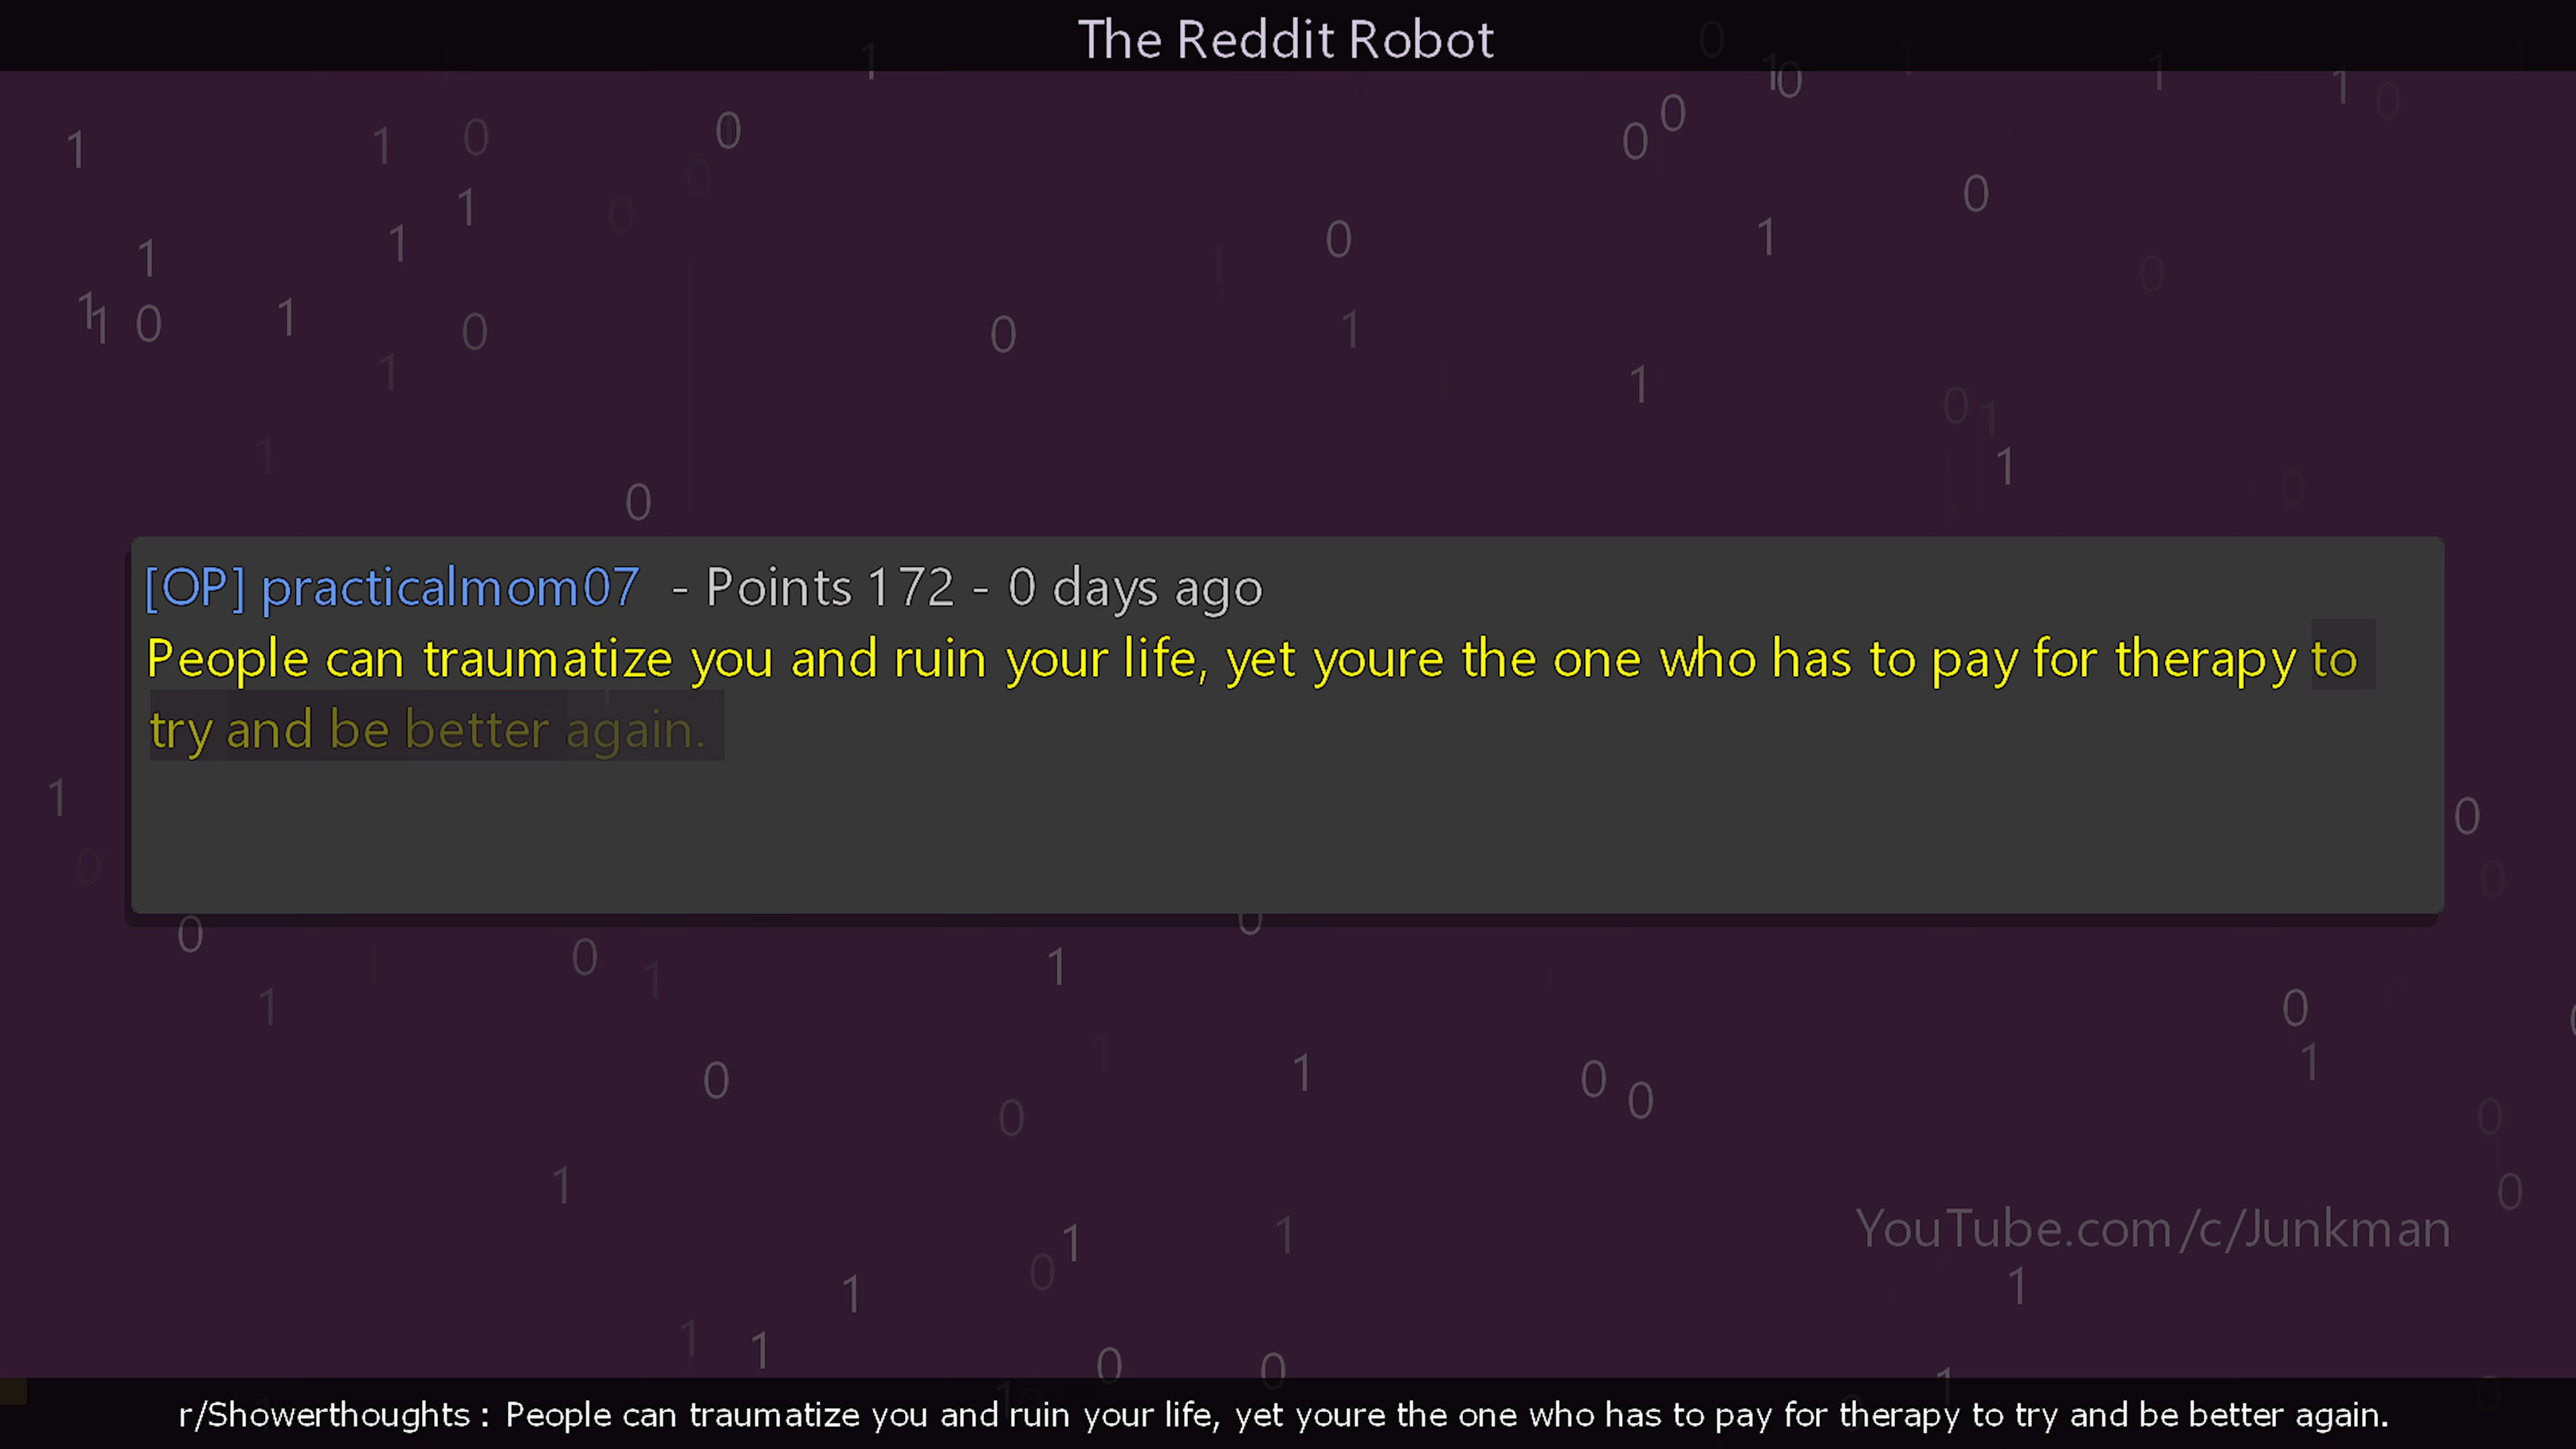 The Reddit Robot
[OP] practicalmom07 - Points 172 - 0 days ago
People can traumatize you and ruin your life, yet youre the one who has to pay for therapy to
try and be better again.
YouTube.com/c/Junkman
r/Showerthoughts : People can traumatize you and ruin your life, yet youre the one who has to pay for therapy to try and be better again.